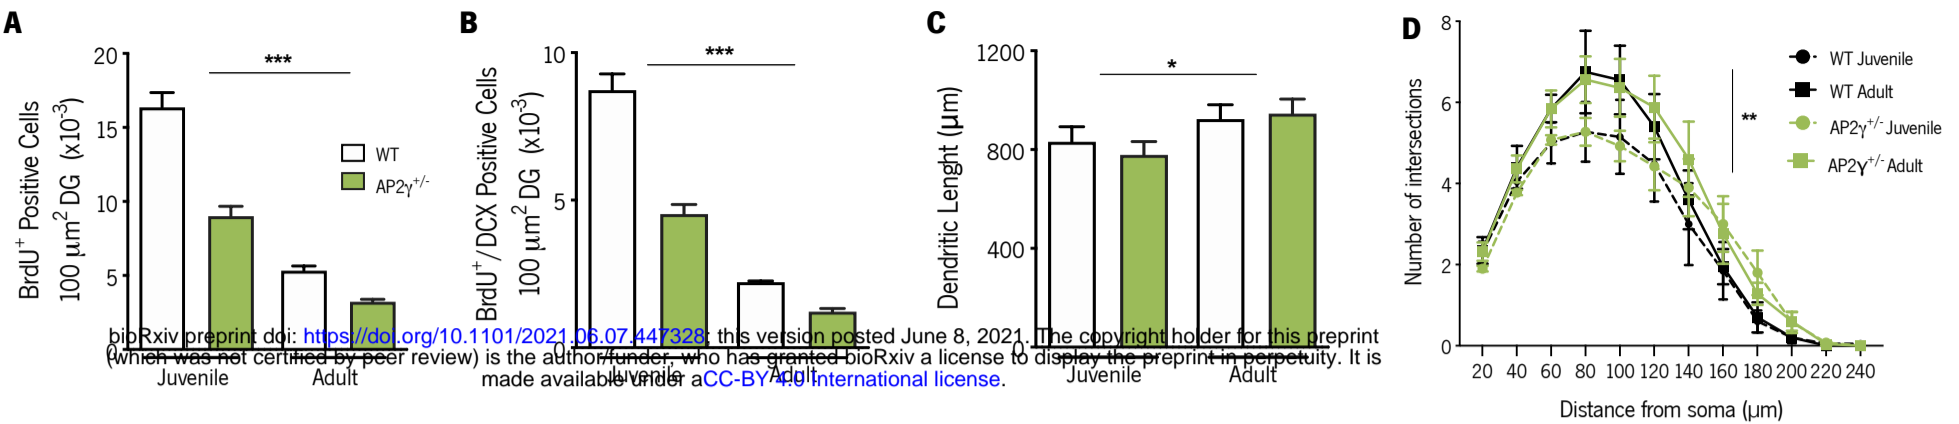 A
BrdU+ Positive Cells
100 µm2 DG (x10-3)
20
15
10
5
0
***
WT
AP2γ+/-
Juvenile
Adult
B
BrdU+/DCX Positive Cells
100 µm2 DG (x10-3)
10
5
0
***
Juvenile
Adult
C
Dendritic Lenght (µm)
1200
800
400
0
*
Juvenile
Adult
D
Number of intersections
8
6
4
2
0
**
WT Juvenile
WT Adult
AP2γ+/- Juvenile
AP2γ+/- Adult
20 40 60 80 100 120 140 160 180 200 220 240
Distance from soma (µm)
bioRxiv preprint doi: https://doi.org/10.1101/2021.06.07.447328; this version posted June 8, 2021. The copyright holder for this preprint
(which was not certified by peer review) is the author/funder, who has granted bioRxiv a license to display the preprint in perpetuity. It is
made available under aCC-BY 4.0 International license.